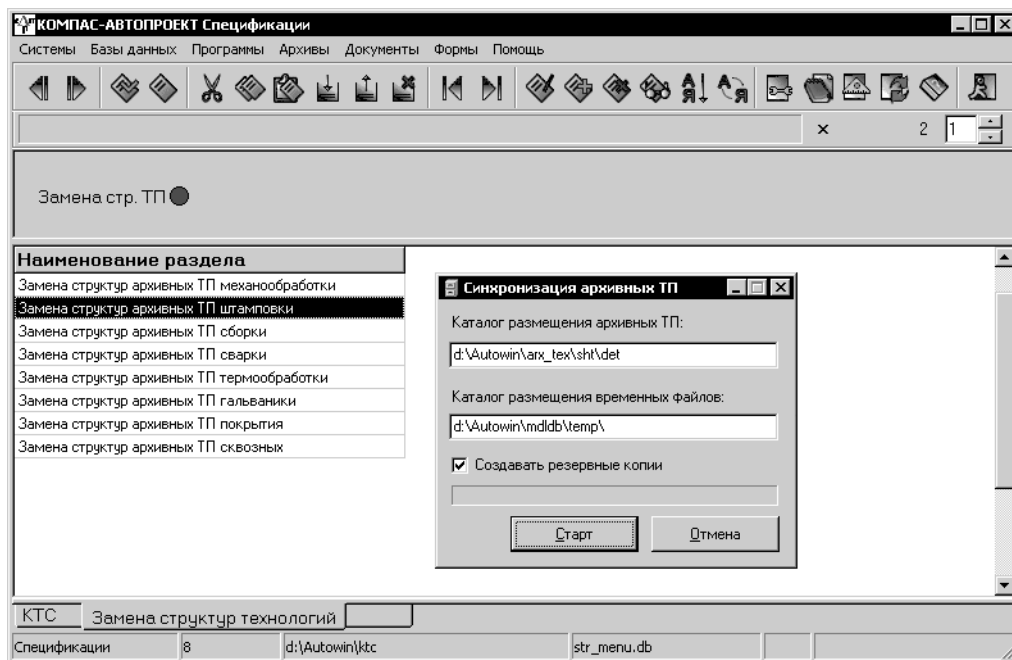 КОМПАС-АВТОПРОЕКТ Спецификации
Системы Базы данных Программы Архивы Документы Формы Помощь
× 2 1
Замена стр. ТП
Наименование раздела
Замена структур архивных ТП механообработки
Замена структур архивных ТП штамповки
Замена структур архивных ТП сборки
Замена структур архивных ТП сварки
Замена структур архивных ТП термообработки
Замена структур архивных ТП гальваники
Замена структур архивных ТП покрытия
Замена структур архивных ТП сквозных
Синхронизация архивных ТП
Каталог размещения архивных ТП:
d:\Autowin\arx_tex\sht\det
Каталог размещения временных файлов:
d:\Autowin\mdldb\temp\
Создавать резервные копии
Старт Отмена
КТС Замена структур технологий
Спецификации 8 d:\Autowin\ktc str_menu.db